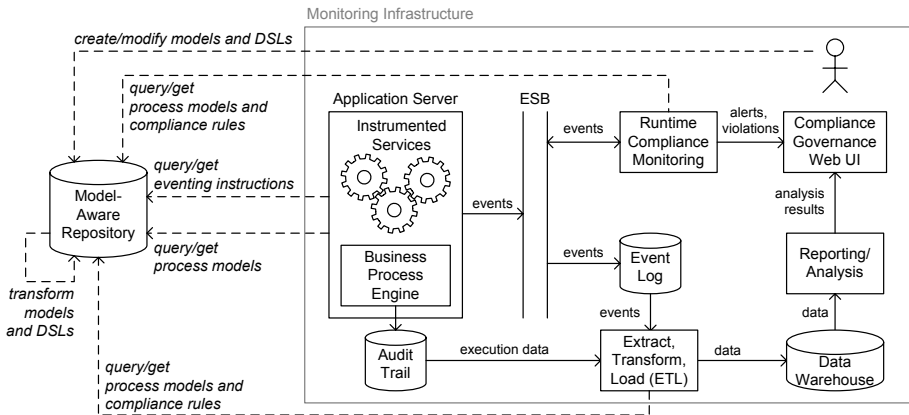 Monitoring Infrastructure
create/modify models and DSLs
query/get
process models and
compliance rules
Application Server
ESB
Instrumented
Services
events
Runtime
Compliance
Monitoring
alerts,
violations
Compliance
Governance
Web UI
query/get
eventing instructions
Model-
Aware
Repository
events
analysis
results
query/get
process models
Business
Process
Engine
events
Event
Log
Reporting/
Analysis
transform
models
and DSLs
events
data
Audit
Trail
execution data
Extract,
Transform,
Load (ETL)
data
Data
Warehouse
query/get
process models and
compliance rules